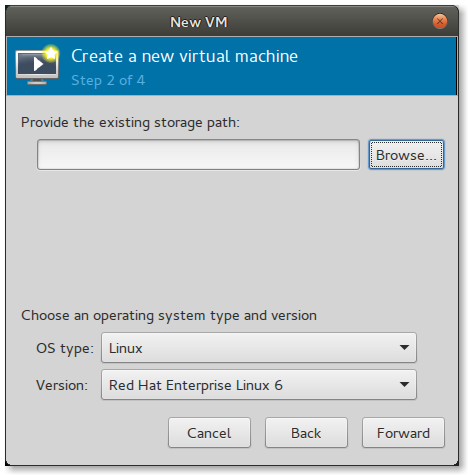 New VM
Create a new virtual machine
Step 2 of 4
Provide the existing storage path:
Browse...
Choose an operating system type and version
OS type: Linux
Version: Red Hat Enterprise Linux 6
Cancel Back Forward